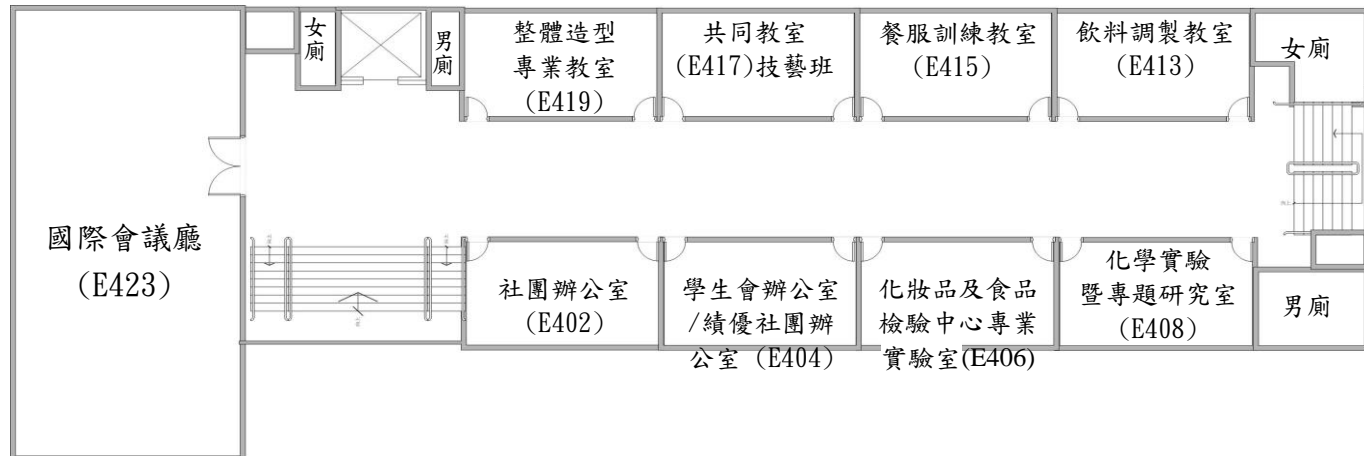 女
廁
男
廁
整體造型
專業教室
(E419)
共同教室
(E417)技藝班
餐服訓練教室
(E415)
飲料調製教室
(E413)
女廁
國際會議廳
(E423)
社團辦公室
(E402)
學生會辦公室
/績優社團辦
公室 (E404)
化妝品及食品
檢驗中心專業
實驗室(E406)
化學實驗
暨專題研究室
(E408)
男廁